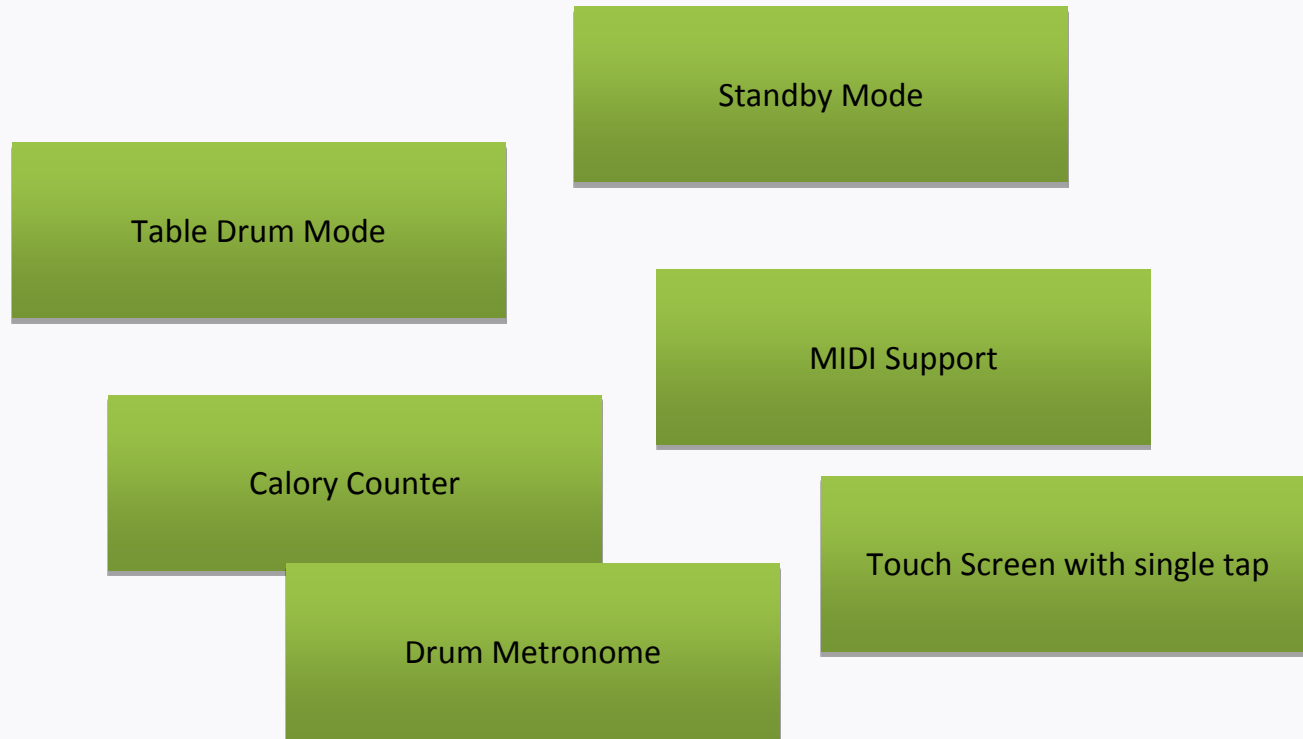 Standby Mode
Table Drum Mode
MIDI Support
Calory Counter
Touch Screen with single tap
Drum Metronome